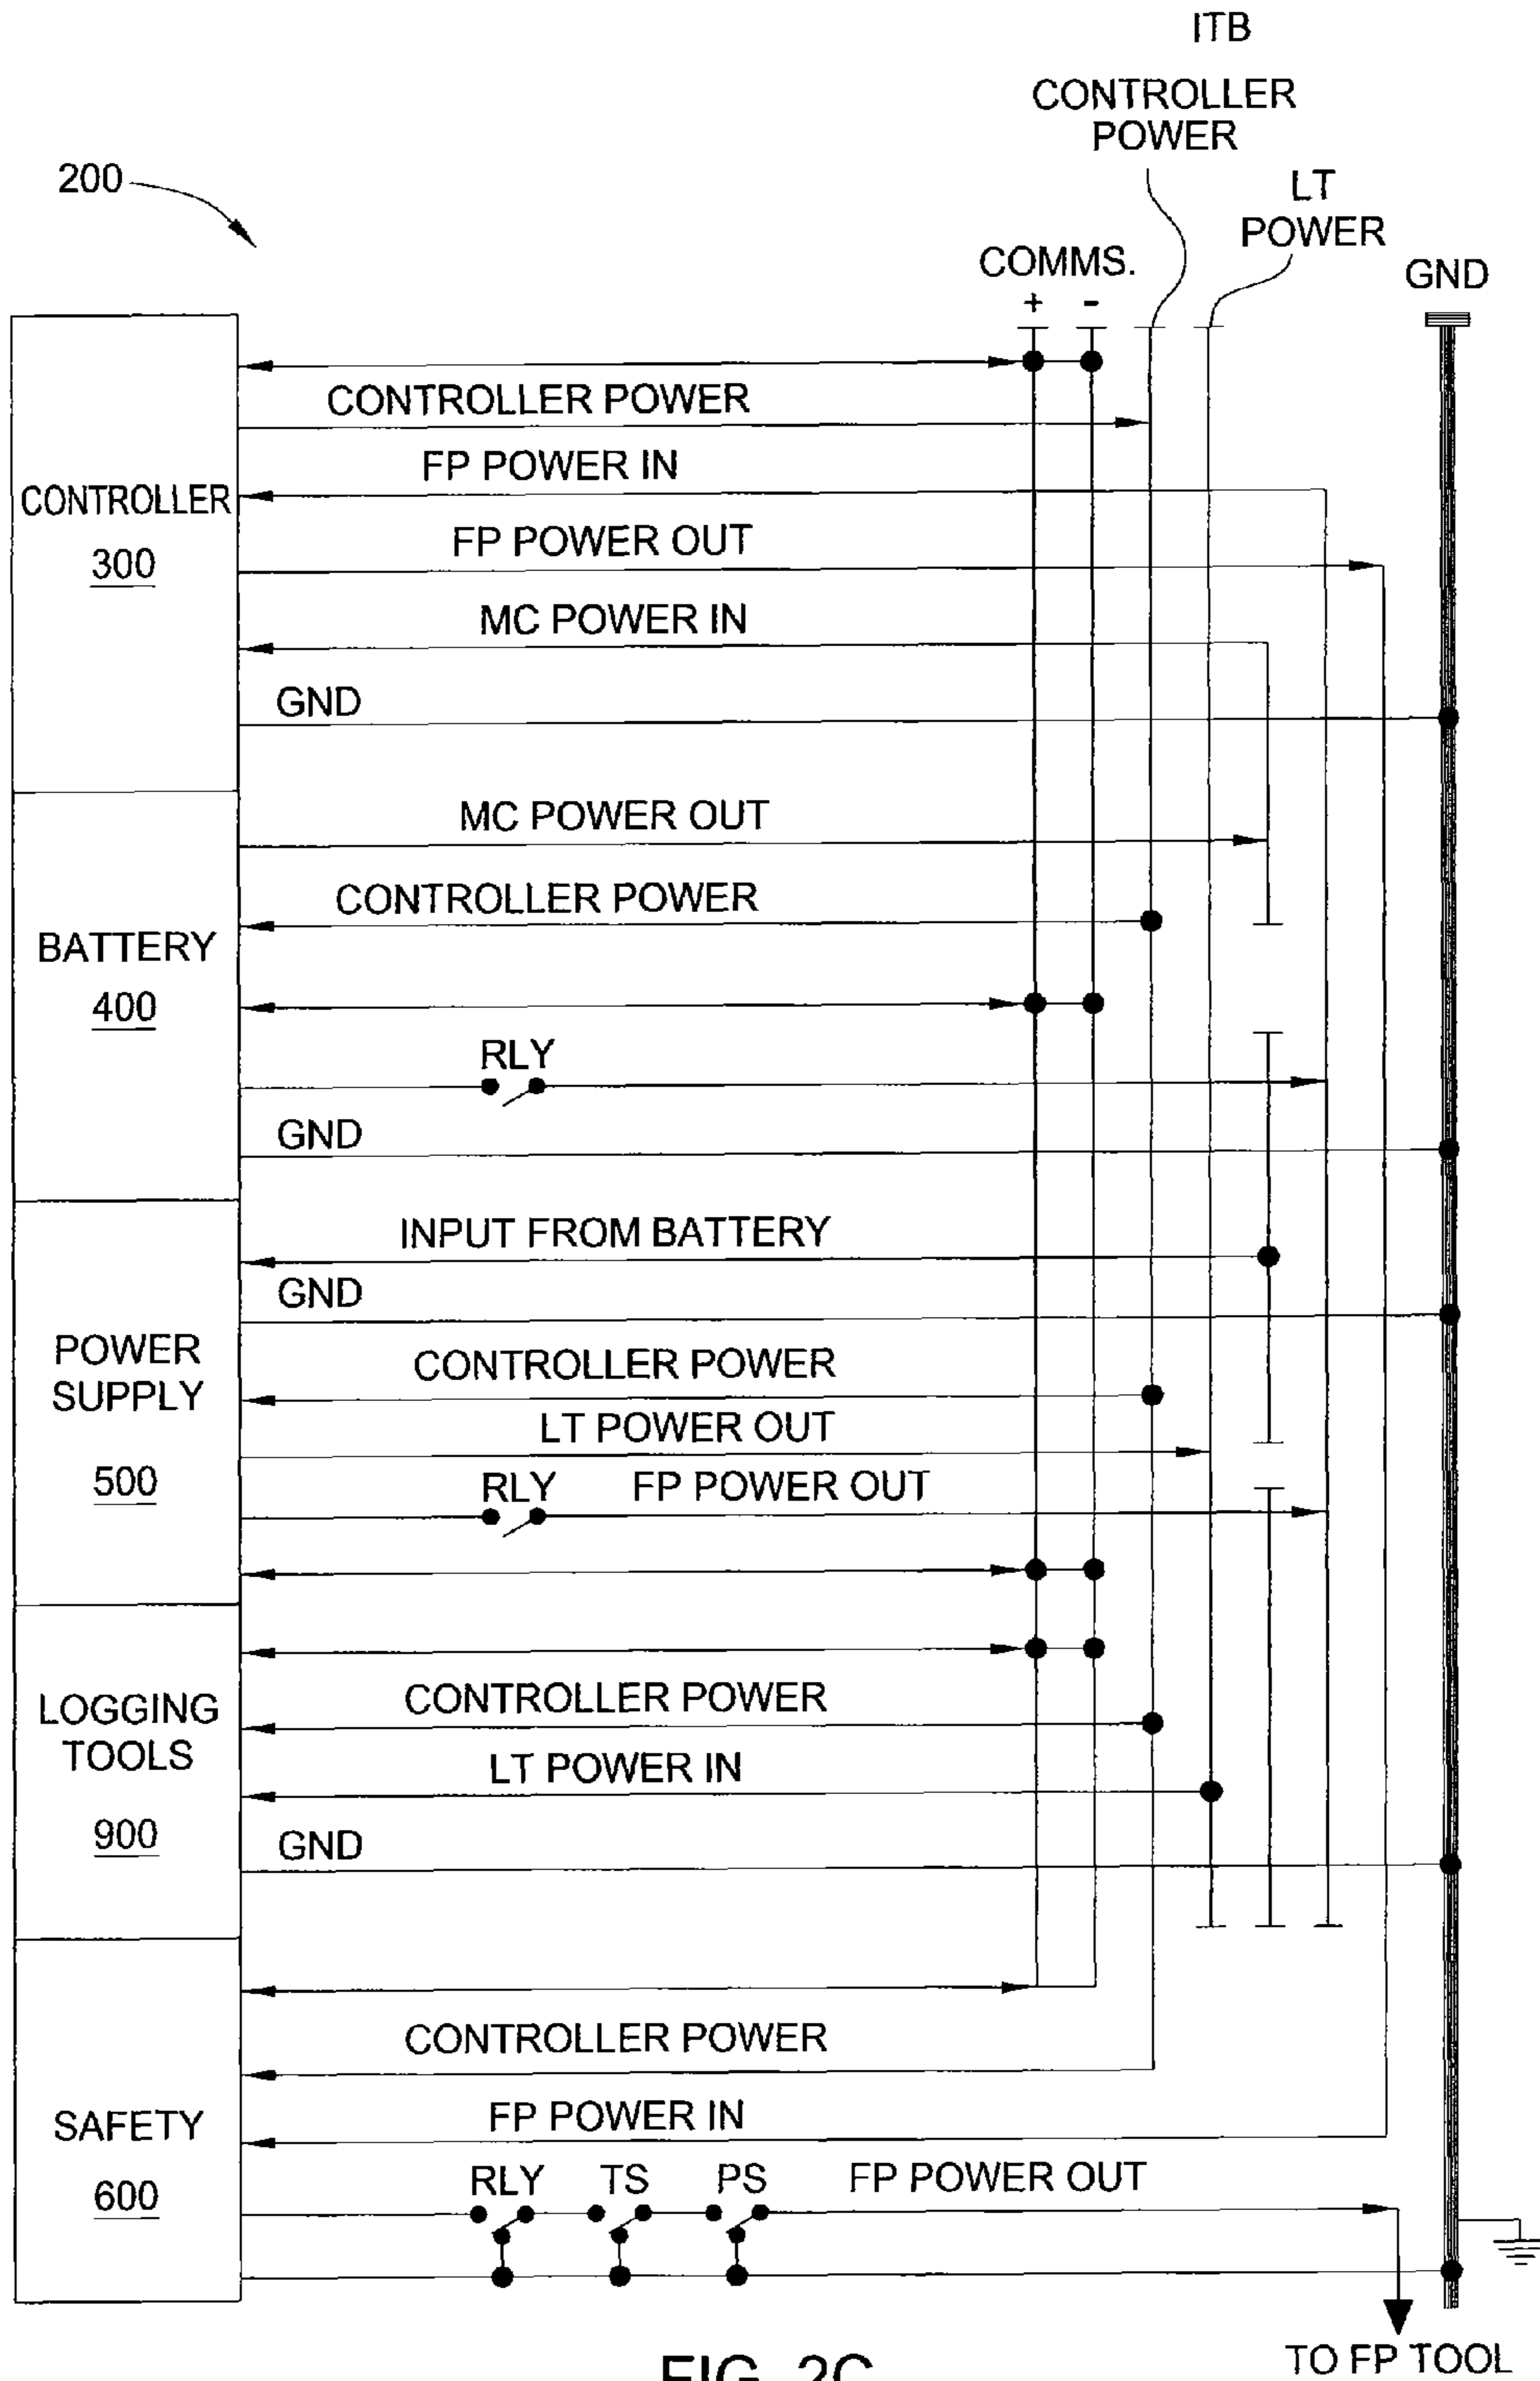 ITB
CONTROLLER
POWER
200
LT
POWER
COMMS.
GND
+ -
CONTROLLER POWER
FP POWER IN
CONTROLLER
FP POWER OUT
300
MC POWER IN
GND
MC POWER OUT
CONTROLLER POWER
BATTERY
400
RLY
GND
INPUT FROM BATTERY
GND
POWER
SUPPLY
CONTROLLER POWER
LT POWER OUT
500
RLY FP POWER OUT
LOGGING
TOOLS
CONTROLLER POWER
LT POWER IN
900
GND
CONTROLLER POWER
SAFETY
FP POWER IN
600
RLY TS PS FP POWER OUT
TO FP TOOL
FIG. 2C